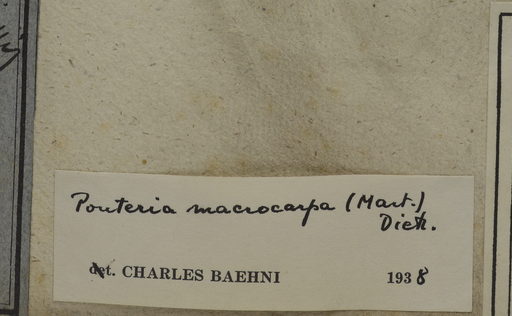 Pouteria macrocarpa (Mart.)
Dietr.
det. CHARLES BAEHNI 1938